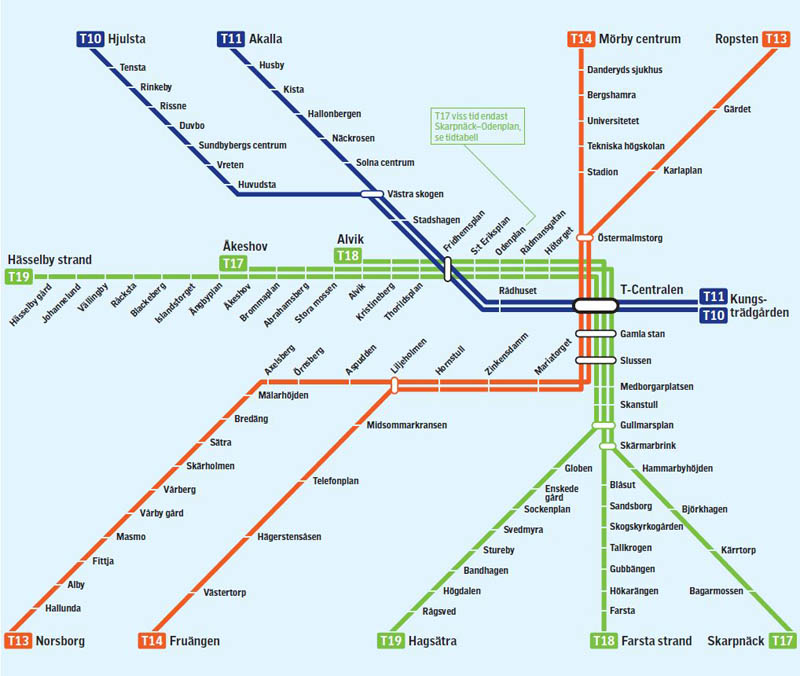 T10 Hjulsta
T11 Akalla
T14 Mörby centrum
Ropsten T13
Tensta
Rinkeby
Rissne
Duvbo
Sundbybergs centrum
Vreten
Huvudsta
Husby
Kista
Hallonbergen
Näckrosen
Solna centrum
Västra skogen
Stadshagen
T17 viss tid endast
Skarpnäck–Odenplan,
se tidtabell
Danderyds sjukhus
Bergshamra
Universitetet
Tekniska högskolan
Stadion
Gärdet
Karlaplan
Östermalmstorg
Hässelby strand
T19
Åkeshov
T17
Alvik
T18
Fridhemsplan
S:t Eriksplan
Odenplan
Rådmansgatan
Hötorget
Hässelby gård
Johannelund
Vällingby
Råcksta
Blackeberg
Islandstorget
Ängbyplan
Åkeshov
Brommaplan
Abrahamsberg
Stora mossen
Alvik
Kristineberg
Thorildsplan
Rådhuset
T-Centralen
T11
T10
Kungs-
trädgården
Gamla stan
Slussen
Axelsberg
Örnsberg
Aspudden
Liljeholmen
Hornstull
Zinkensdamm
Mariatorget
Mälarhöjden
Bredäng
Sätra
Skärholmen
Vårberg
Vårby gård
Masmo
Fittja
Alby
Hallunda
Midsommarkransen
Telefonplan
Hägerstensåsen
Västertorp
Medborgarplatsen
Skanstull
Gullmarsplan
Skärmarbrink
Globen
Enskede
gård
Sockenplan
Svedmyra
Stureby
Bandhagen
Högdalen
Rågsved
Blåsut
Sandsborg
Skogskyrkogården
Tallkrogen
Gubbängen
Hökarängen
Farsta
Hammarbyhöjden
Björkhagen
Kärrtorp
Bagarmossen
T13 Norsborg
T14 Fruängen
T19 Hagsätra
T18 Farsta strand
Skarpnäck T17